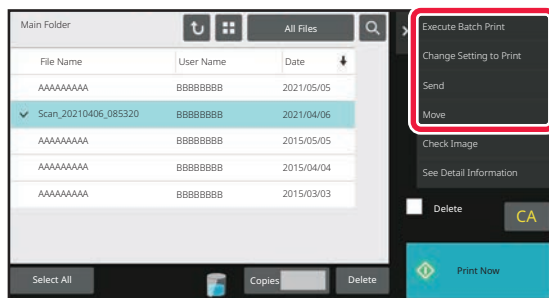 Main Folder
All Files
File Name User Name Date
AAAAAAAAA BBBBBBBB 2021/05/05
Scan_20210406_085320 BBBBBBBB 2021/04/06
AAAAAAAAA BBBBBBBB 2015/05/05
AAAAAAAAA BBBBBBBB 2015/04/04
AAAAAAAAA BBBBBBBB 2015/03/03
Select All
Copies
Delete
Execute Batch Print
Change Setting to Print
Send
Move
Check Image
See Detail Information
Delete
CA
Print Now